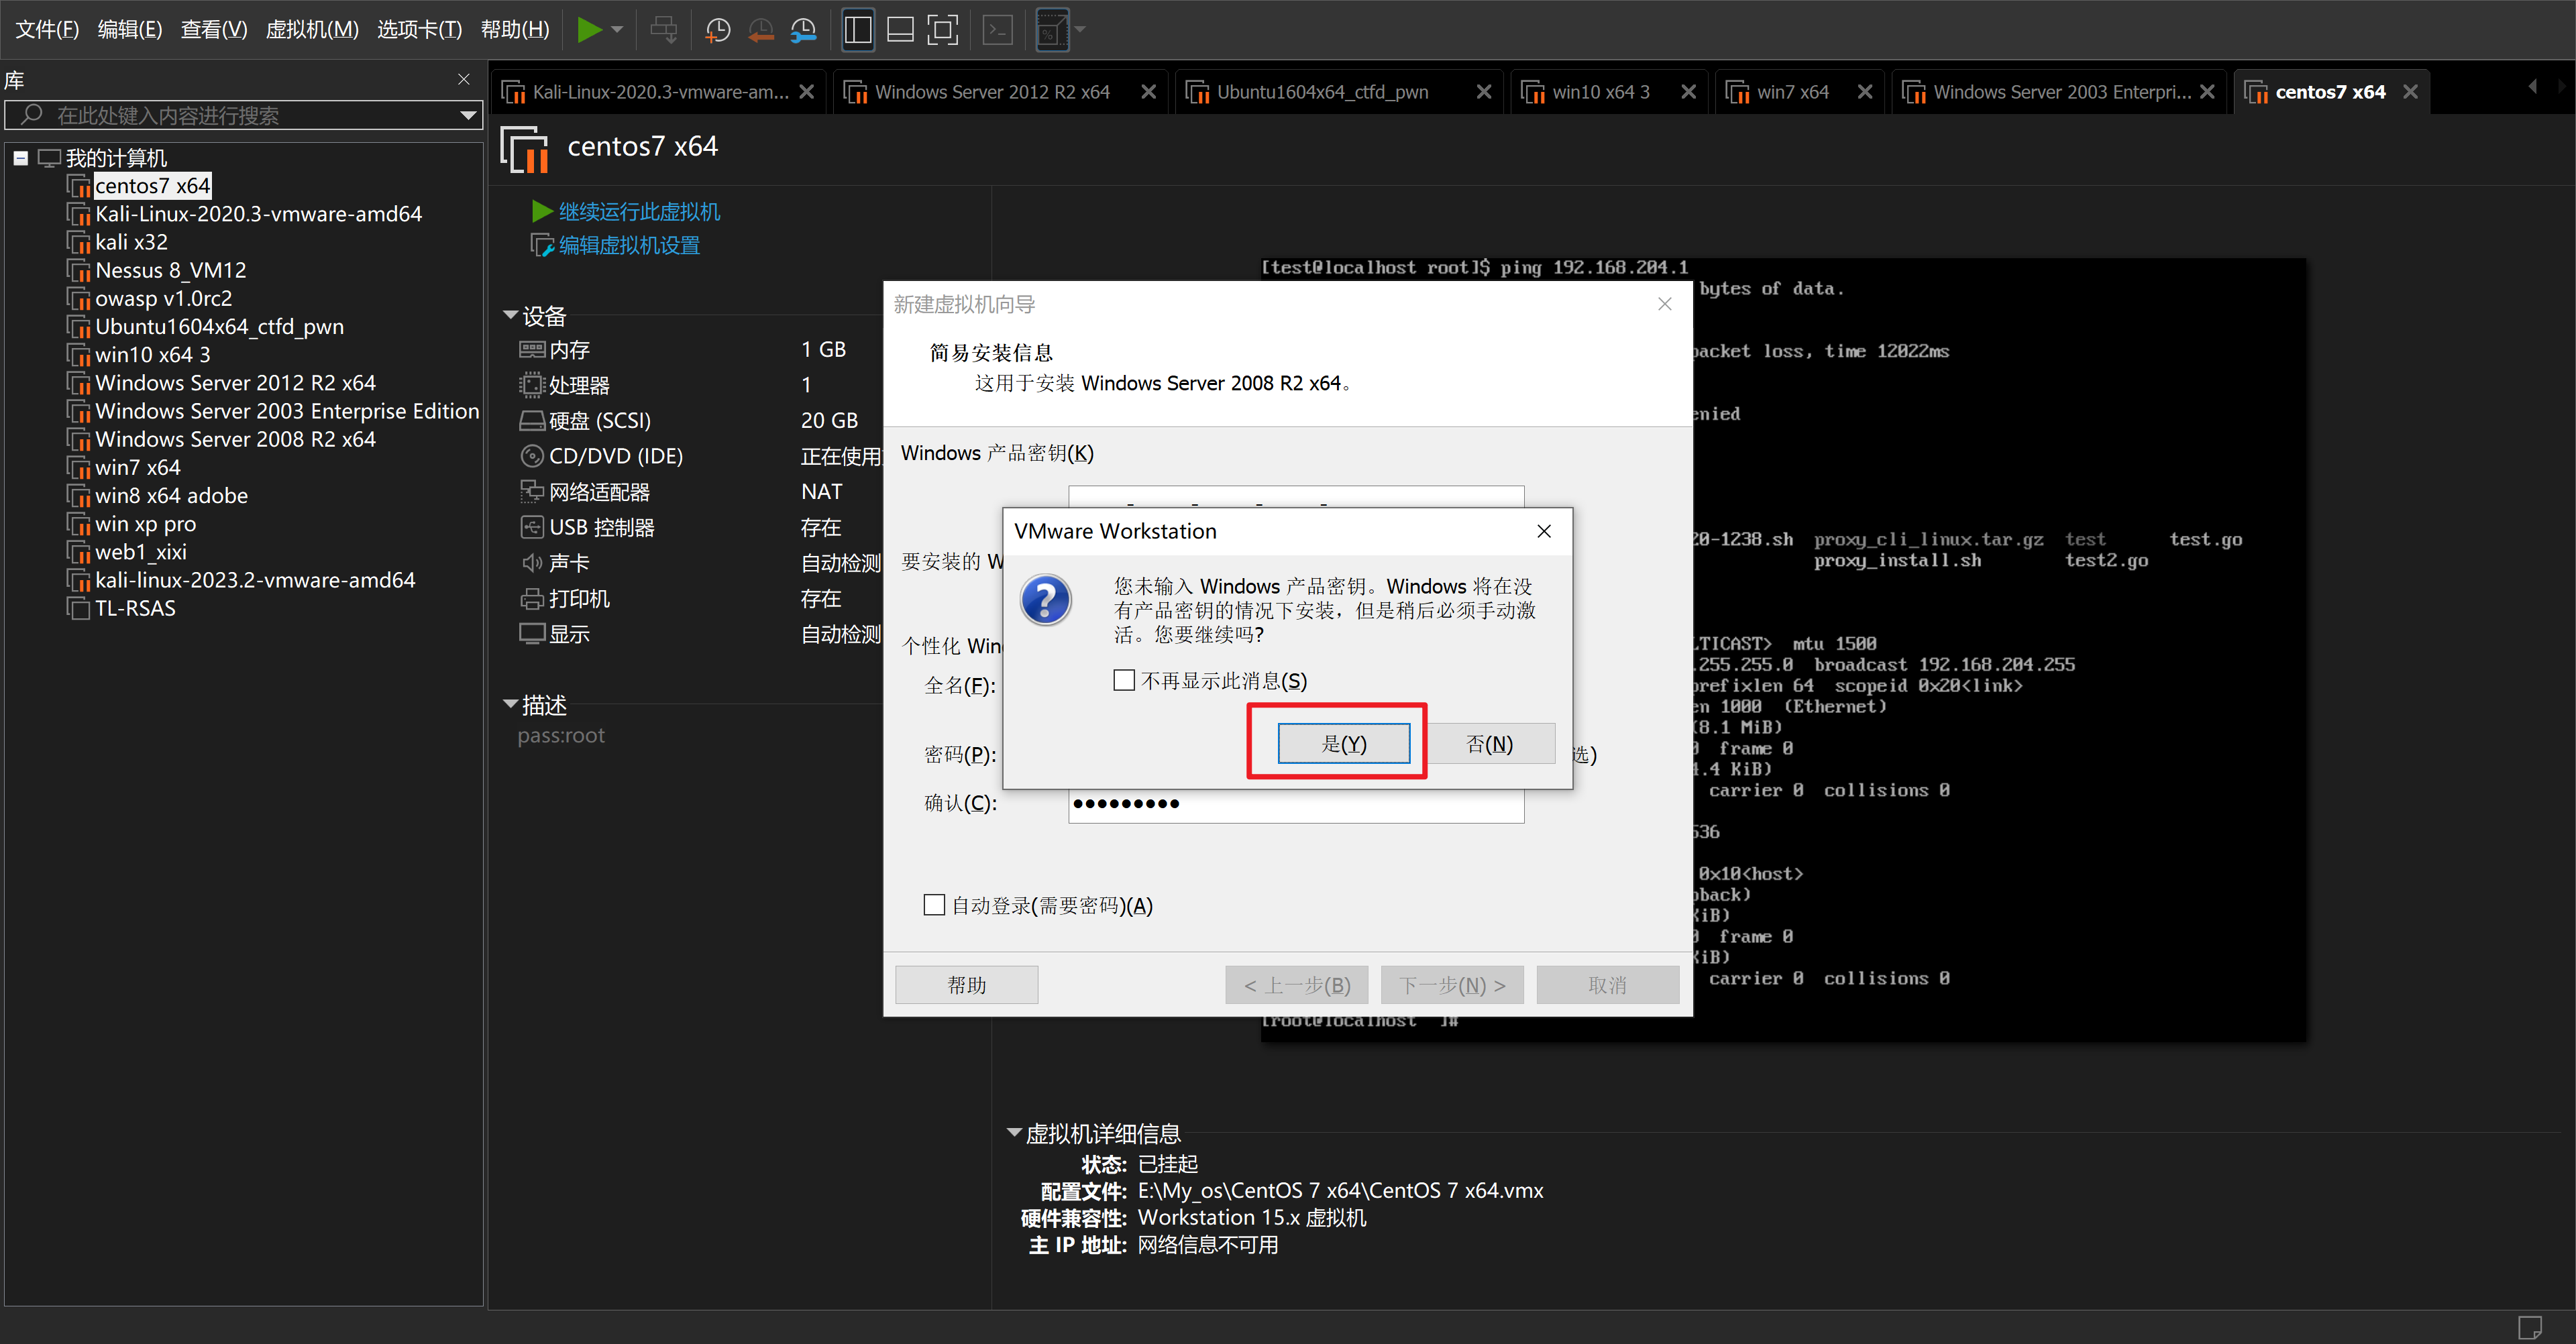 文件(F) 编辑(E) 查看(V) 虚拟机(M) 选项卡(T) 帮助(H)
库
在此处键入内容进行搜索
我的计算机
centos7 x64
Kali-Linux-2020.3-vmware-amd64
kali x32
Nessus 8_VM12
owasp v1.0rc2
Ubuntu1604x64_ctfd_pwn
win10 x64 3
Windows Server 2012 R2 x64
Windows Server 2003 Enterprise Edition
Windows Server 2008 R2 x64
win7 x64
win8 x64 adobe
win xp pro
web1_xixi
kali-linux-2023.2-vmware-amd64
TL-RSAS
Kali-Linux-2020.3-vmware-am... Windows Server 2012 R2 x64 Ubuntu1604x64_ctfd_pwn win10 x64 3 win7 x64 Windows Server 2003 Enterpri... centos7 x64
centos7 x64
继续运行此虚拟机
编辑虚拟机设置
设备
内存 1 GB
处理器 1
硬盘 (SCSI) 20 GB
CD/DVD (IDE) 正在使用
网络适配器 NAT
USB 控制器 存在
声卡 自动检测
打印机 存在
显示 自动检测
描述
pass:root
新建虚拟机向导
简易安装信息
这用于安装 Windows Server 2008 R2 x64。
Windows 产品密钥(K)
- - - -
要安装的 W
个性化 Win
全名(F):
密码(P): 选)
确认(C): ●●●●●●●●●
自动登录(需要密码)(A)
帮助 < 上一步(B) 下一步(N) > 取消
VMware Workstation
您未输入 Windows 产品密钥。Windows 将在没
有产品密钥的情况下安装，但是稍后必须手动激
活。您要继续吗?
不再显示此消息(S)
是(Y) 否(N)
[test@localhost root]$ ping 192.168.204.1
bytes of data.
packet loss, time 12022ms
enied
20-1238.sh proxy_cli_linux.tar.gz test test.go
proxy_install.sh test2.go
LTICAST> mtu 1500
.255.255.0 broadcast 192.168.204.255
prefixlen 64 scopeid 0x20<link>
en 1000 (Ethernet)
(8.1 MiB)
0 frame 0
4.4 KiB)
carrier 0 collisions 0
536
0x10<host>
pback)
KiB)
0 frame 0
KiB)
carrier 0 collisions 0
[root@localhost ]#
虚拟机详细信息
状态: 已挂起
配置文件: E:\My_os\CentOS 7 x64\CentOS 7 x64.vmx
硬件兼容性: Workstation 15.x 虚拟机
主 IP 地址: 网络信息不可用